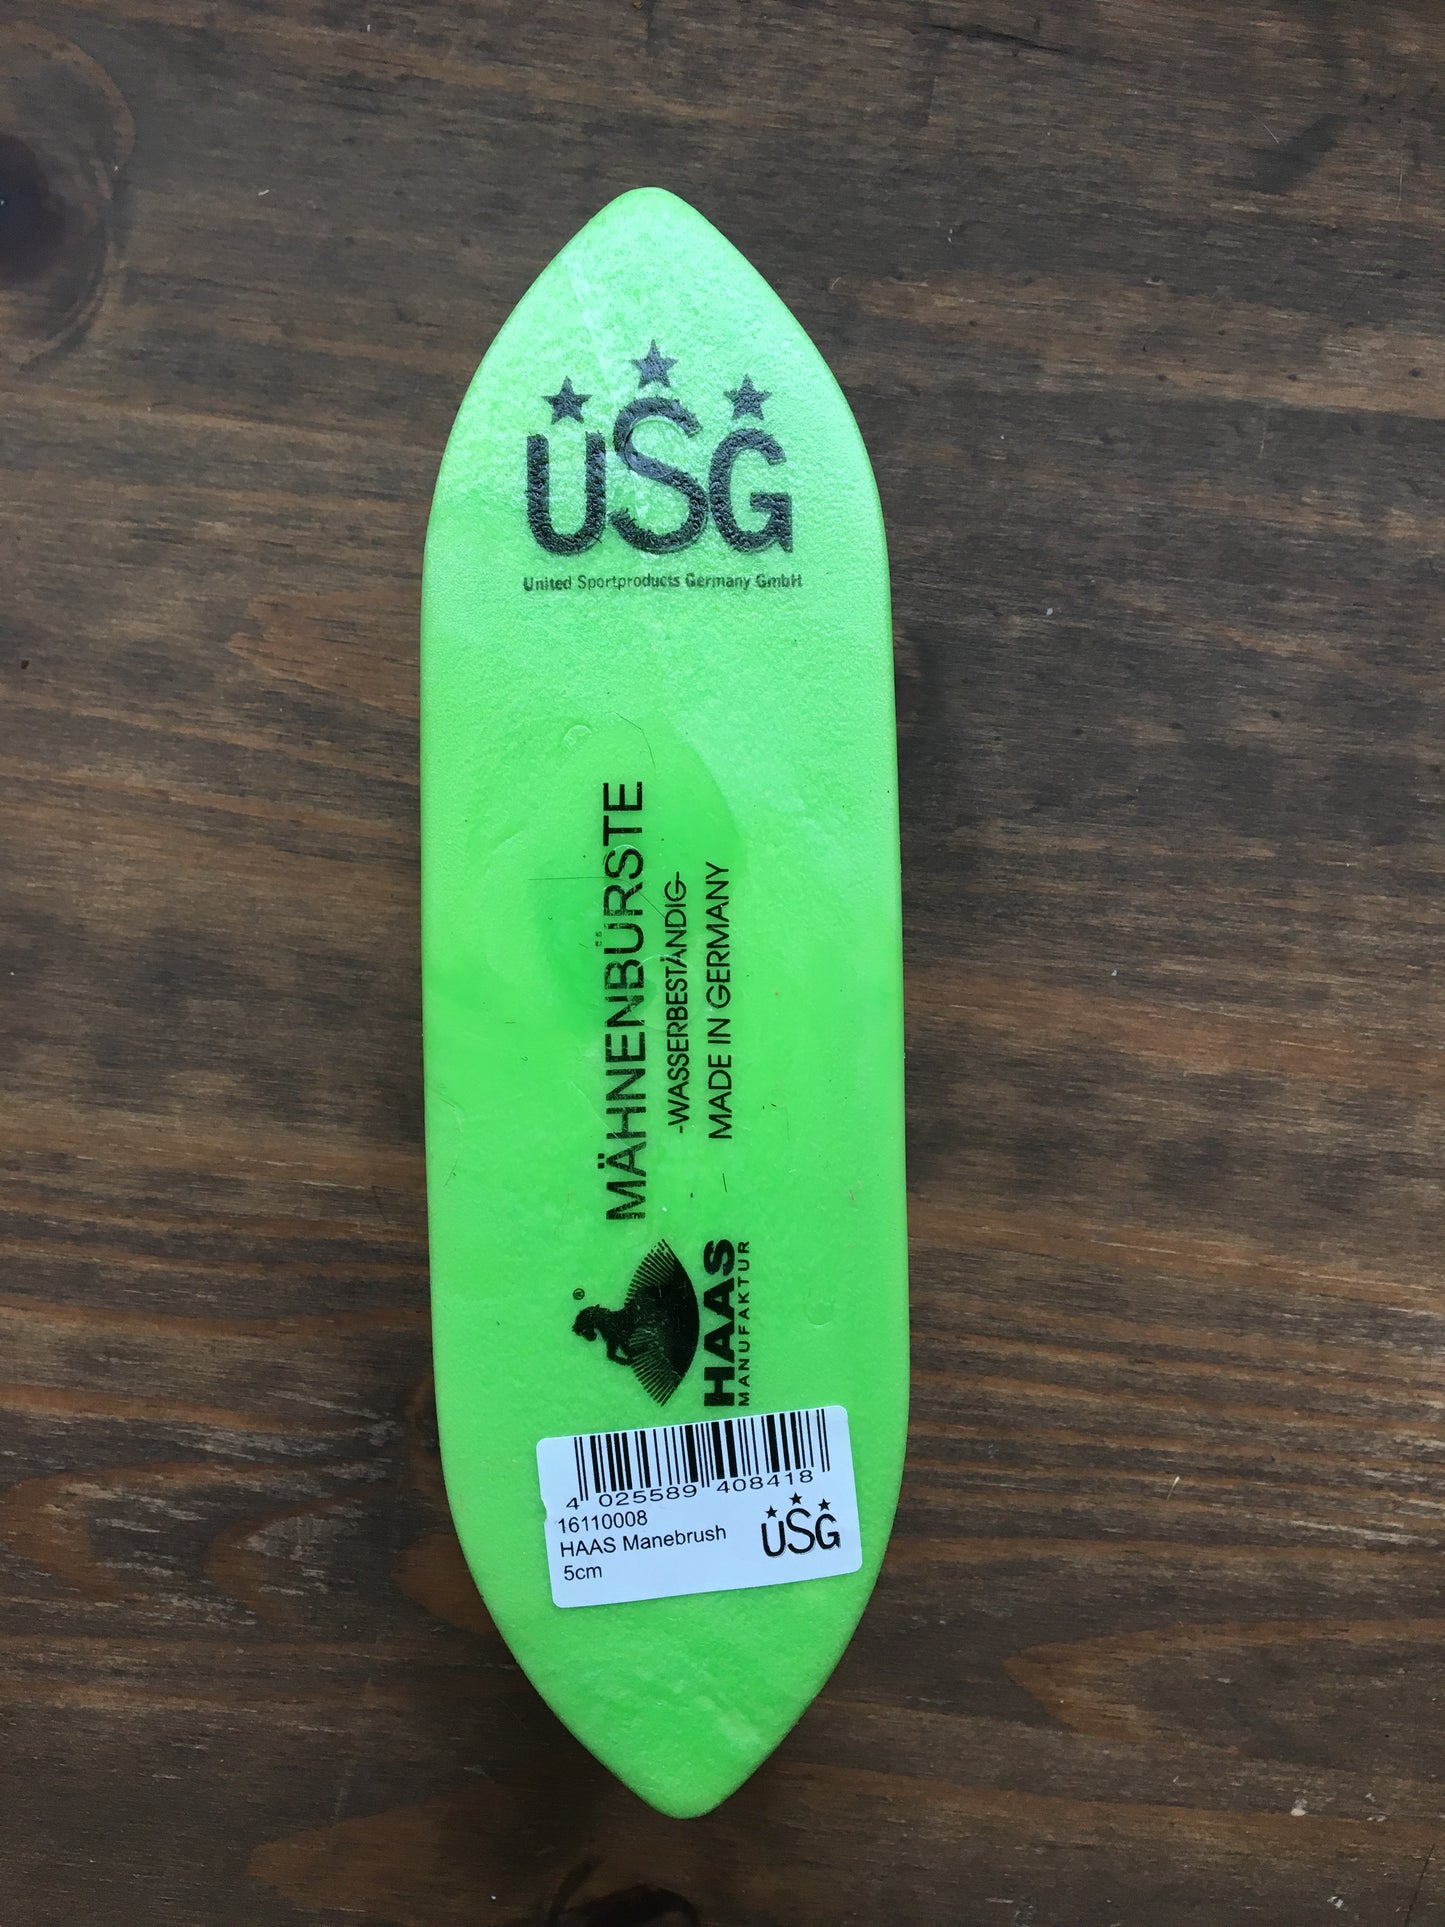 USG
United Sportproducts Germany GmbH
MÄHNENBÜRSTE
-WASSERBESTÄNDIG-
MADE IN GERMANY
®
HAAS
MANUFAKTUR
4 025589 408418
16110008
HAAS Manebrush
5cm
USG